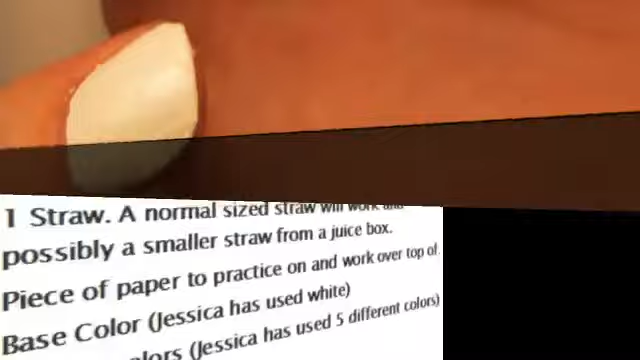 1 Straw. A normal sized straw will work and
possibly a smaller straw from a juice box.
Piece of paper to practice on and work over top of.
Base Color (Jessica has used white)
(Jessica has used 5 different colors)